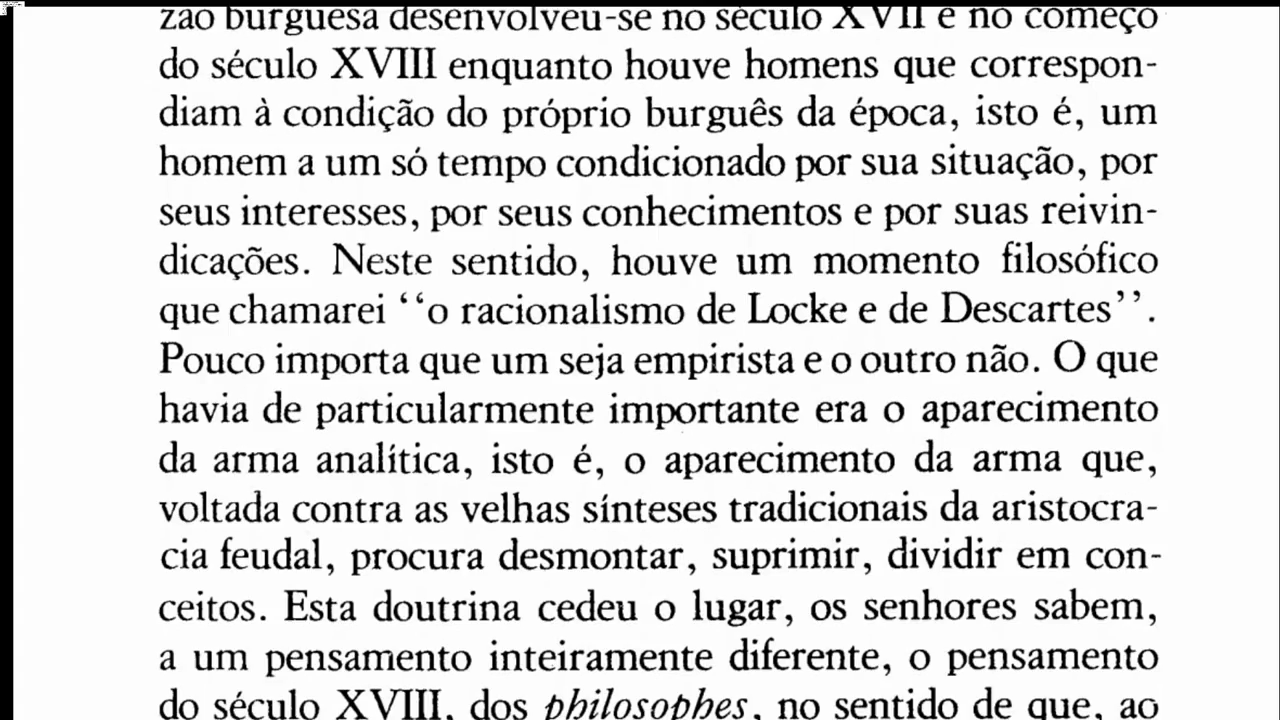 zão burguesa desenvolveu-se no século XVII e no começo
do século XVIII enquanto houve homens que correspon-
diam à condição do próprio burguês da época, isto é, um
homem a um só tempo condicionado por sua situação, por
seus interesses, por seus conhecimentos e por suas reivin-
dicações. Neste sentido, houve um momento filosófico
que chamarei ‘‘o racionalismo de Locke e de Descartes’’.
Pouco importa que um seja empirista e o outro não. O que
havia de particularmente importante era o aparecimento
da arma analítica, isto é, o aparecimento da arma que,
voltada contra as velhas sínteses tradicionais da aristocra-
cia feudal, procura desmontar, suprimir, dividir em con-
ceitos. Esta doutrina cedeu o lugar, os senhores sabem,
a um pensamento inteiramente diferente, o pensamento
do século XVIII, dos philosophes, no sentido de que, ao